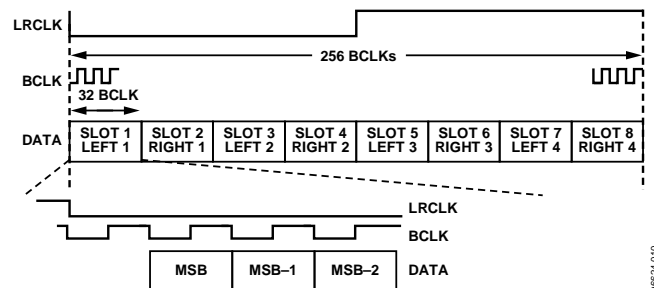 LRCLK
256 BCLKs
BCLK
32 BCLK
DATA
SLOT 1
LEFT 1
SLOT 2
RIGHT 1
SLOT 3
LEFT 2
SLOT 4
RIGHT 2
SLOT 5
LEFT 3
SLOT 6
RIGHT 3
SLOT 7
LEFT 4
SLOT 8
RIGHT 4
LRCLK
BCLK
MSB
MSB–1
MSB–2
DATA